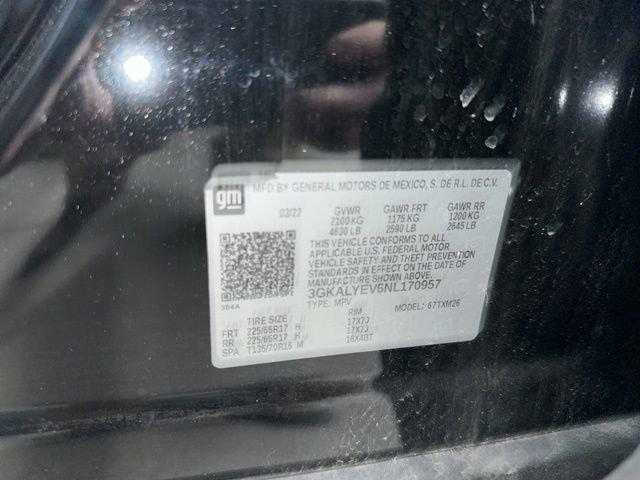 gm MFD BY GENERAL MOTORS DE MEXICO, S. DE R.L. DE C.V.
03/22 GVWR GAWR FRT GAWR RR
2100 KG 1175 KG 1200 KG
4630 LB 2590 LB 2645 LB
THIS VEHICLE CONFORMS TO ALL
APPLICABLE U.S. FEDERAL MOTOR
VEHICLE SAFETY AND THEFT PREVENTION
STANDARDS IN EFFECT ON THE DATE OF
3GKALYEV6NL170957
384A TYPE: MPV MODEL: 67TXM26
TIRE SIZE RIM
FRT 225/65R17 H 17X7J
RR 225/65R17 H 17X7J
SPA T135/70R16 M 16X4BT